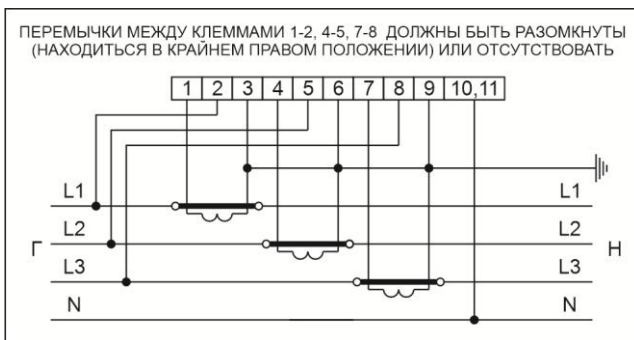 ПЕРЕМЫЧКИ МЕЖДУ КЛЕММАМИ 1-2, 4-5, 7-8 ДОЛЖНЫ БЫТЬ РАЗОМКНУТЫ
(НАХОДИТЬСЯ В КРАЙНЕМ ПРАВОМ ПОЛОЖЕНИИ) ИЛИ ОТСУТСТВОВАТЬ
1 2 3 4 5 6 7 8 9 10,11
L1 L1
L2 L2
Г Н
L3 L3
N N